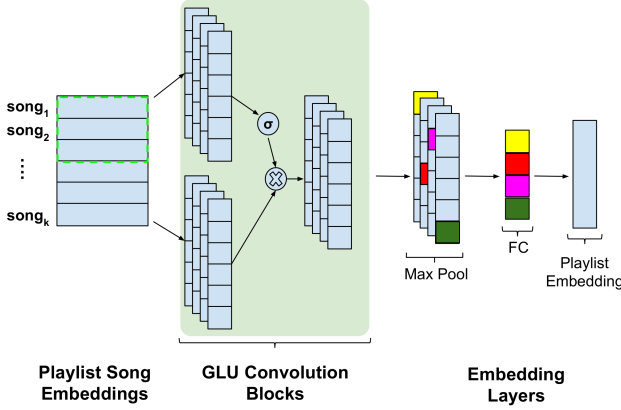 song1
song2
songk
σ
Max Pool
FC
Playlist
Embedding
Playlist Song
Embeddings
GLU Convolution
Blocks
Embedding
Layers